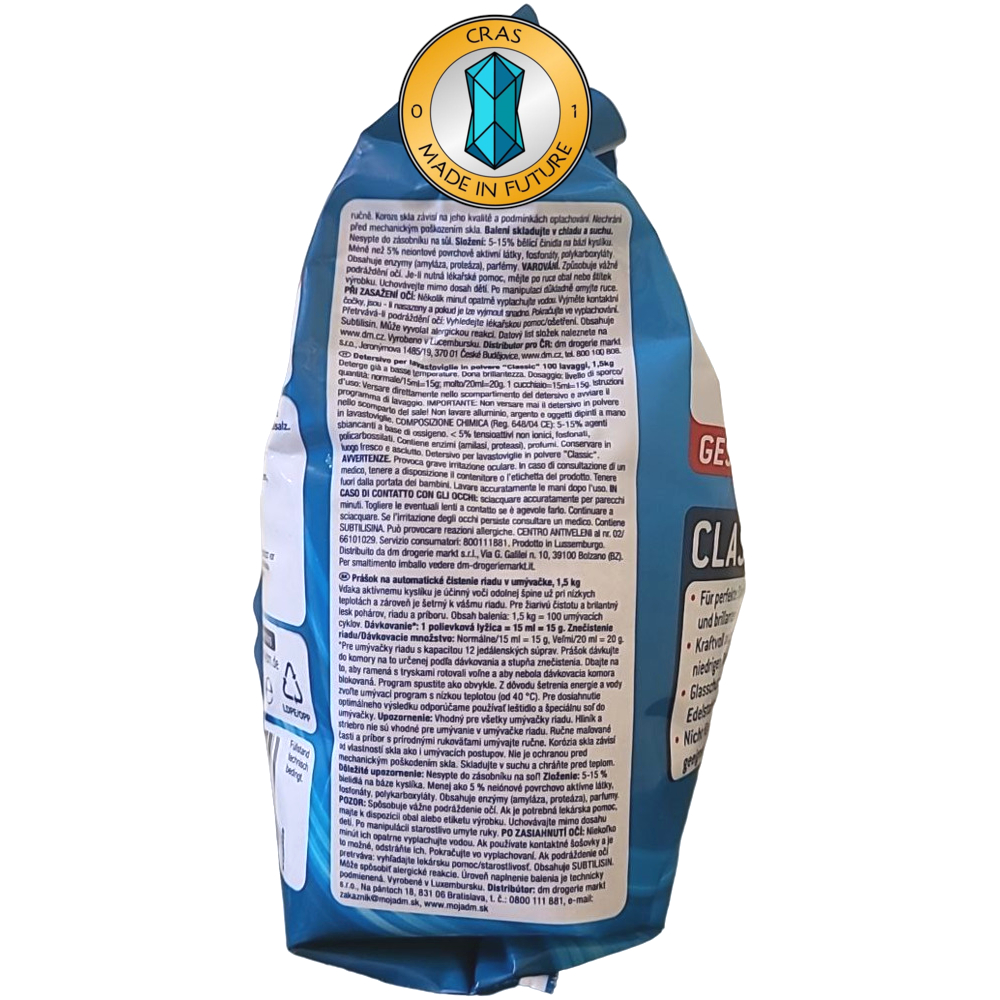 CRAS
0 1
MADE IN FUTURE
ručně. Koroze skla závisí na jeho kvalitě a podmínkách oplachování. Nechrání
před mechanickým poškozením skla. Balení skladujte v chladu a suchu.
Nesypte do zásobníku na sůl. Složení: 5-15% bělící činidla na bázi kyslíku.
Méně než 5% neiontové povrchově aktivní látky, fosfonáty, polykarboxyláty.
Obsahuje enzymy (amyláza, proteáza), parfémy. VAROVÁNÍ. Způsobuje vážné
podráždění očí. Je-li nutná lékařské pomoc, mějte po ruce obal nebo štítek
výrobku. Uchovávejte mimo dosah dětí. Po manipulaci důkladně omyjte ruce.
PŘI ZASAŽENÍ OČÍ: Několik minut opatrně vyplachujte vodou. Vyjměte kontaktní
čočky, jsou - li nasazeny a pokud je lze vyjmout snadno. Pokračujte ve vyplachování.
Přetrvává-li podráždění očí: Vyhledejte lékařskou pomoc/ošetření. Obsahuje
Subtilisin. Může vyvolat alergickou reakci. Datový list složek naleznete na
www.dm.cz. Vyrobeno v Lucembursku. Distributor pro ČR: dm drogerie markt
s.r.o., Jeronýmova 1485/19, 370 01 České Budějovice, www.dm.cz, tel. 800 100 808.
Detersivo per lavastoviglie in polvere "Classic" 100 lavaggi, 1,5kg
Deterge già a basse temperature. Dona brillantezza. Dosaggio: livello di sporco/
quantità: normale/15ml=15g; molto/20ml=20g. 1 cucchiaio=15ml=15g. Istruzioni
d'uso: Versare direttamente nello scompartimento del detersivo e avviare il
programma di lavaggio. IMPORTANTE: Non versare mai il detersivo in polvere
nello scomparto del sale! Non lavare alluminio, argento e oggetti dipinti a mano
in lavastoviglie. COMPOSIZIONE CHIMICA (Reg. 648/04 CE): 5-15% agenti
sbiancanti a base di ossigeno. < 5% tensioattivi non ionici, fosfonati,
policarbossilati. Contiene enzimi (amilasi, proteasi), profumi. Conservare in
luogo fresco e asciutto. Detersivo per lavastoviglie in polvere "Classic".
AVVERTENZE. Provoca grave irritazione oculare. In caso di consultazione di un
medico, tenere a disposizione il contenitore o l'etichetta del prodotto. Tenere
fuori dalla portata dei bambini. Lavare accuratamente le mani dopo l'uso. IN
CASO DI CONTATTO CON GLI OCCHI: sciacquare accuratamente per parecchi
minuti. Togliere le eventuali lenti a contatto se è agevole farlo. Continuare a
sciacquare. Se l'irritazione degli occhi persiste consultare un medico. Contiene
SUBTILISINA. Può provocare reazioni allergiche. CENTRO ANTIVELENI al nr. 02/
66101029. Servizio consumatori: 800111881. Prodotto in Lussemburgo.
Distribuito da dm drogerie markt s.r.l., Via G. Galilei n. 10, 39100 Bolzano (BZ).
Per smaltimento imballo vedere dm-drogeriemarkt.it.
Prášok na automatické čistenie riadu v umývačke, 1,5 kg
Vďaka aktívnemu kyslíku je účinný voči odolnej špine už pri nízkych
teplotách a zároveň je šetrný k vášmu riadu. Pre žiarivú čistotu a brilantný
lesk pohárov, riadu a príboru. Obsah balenia: 1,5 kg = 100 umývacích
cyklov. Dávkovanie*: 1 polievková lyžica = 15 ml = 15 g. Znečistenie
riadu/Dávkovacie množstvo: Normálne/15 ml = 15 g, Veľmi/20 ml = 20 g.
*Pre umývačky riadu s kapacitou 12 jedálenských súprav. Prášok dávkujte
do komory na to určenej podľa dávkovania a stupňa znečistenia. Dbajte na
to, aby ramená s tryskami rotovali voľne a aby nebola dávkovacia komora
blokovaná. Program spustite ako obvykle. Z dôvodu šetrenia energie a vody
zvoľte umývací program s nízkou teplotou (od 40 °C). Pre dosiahnutie
optimálneho výsledku odporúčame používať leštidlo a špeciálnu soľ do
umývačky. Upozornenie: Vhodný pre všetky umývačky riadu. Hliník a
striebro nie sú vhodné pre umývanie v umývačke riadu. Ručne maľované
časti a príbor s prírodnými rukoväťami umývajte ručne. Korózia skla závisí
od vlastností skla ako i umývacích postupov. Nie je ochranou pred
mechanickým poškodením skla. Skladujte v suchu a chráňte pred teplom.
Dôležité upozornenie: Nesypte do zásobníka na soľ! Zloženie: 5-15 %
bielidlá na báze kyslíka. Menej ako 5 % neiónové povrchovo aktívne látky,
fosfonáty, polykarboxyláty. Obsahuje enzýmy (amyláza, proteáza), parfumy.
POZOR: Spôsobuje vážne podráždenie očí. Ak je potrebná lekárska pomoc,
majte k dispozícii obal alebo etiketu výrobku. Uchovávajte mimo dosahu
detí. Po manipulácii starostlivo umyte ruky. PO ZASIAHNUTÍ OČÍ: Niekoľko
minút ich opatrne vyplachujte vodou. Ak používate kontaktné šošovky a je
to možné, odstráňte ich. Pokračujte vo vyplachovaní. Ak podráždenie očí
pretrváva: vyhľadajte lekársku pomoc/starostlivosť. Obsahuje SUBTILISIN.
Môže spôsobiť alergické reakcie. Úroveň naplnenie balenia je technicky
podmienená. Vyrobené v Luxembursku. Distribútor: dm drogerie markt
s.r.o., Na pántoch 18, 831 06 Bratislava, t. č.: 0800 111 881, e-mail:
zakaznik@mojadm.sk, www.mojadm.sk
LDPE/OPP
Füllstand
technisch
bedingt.
GES
CLAS
• Für perfekte
und brillan
• Kraftvoll
niedrigen
• Glassch
Edelst
• Nich